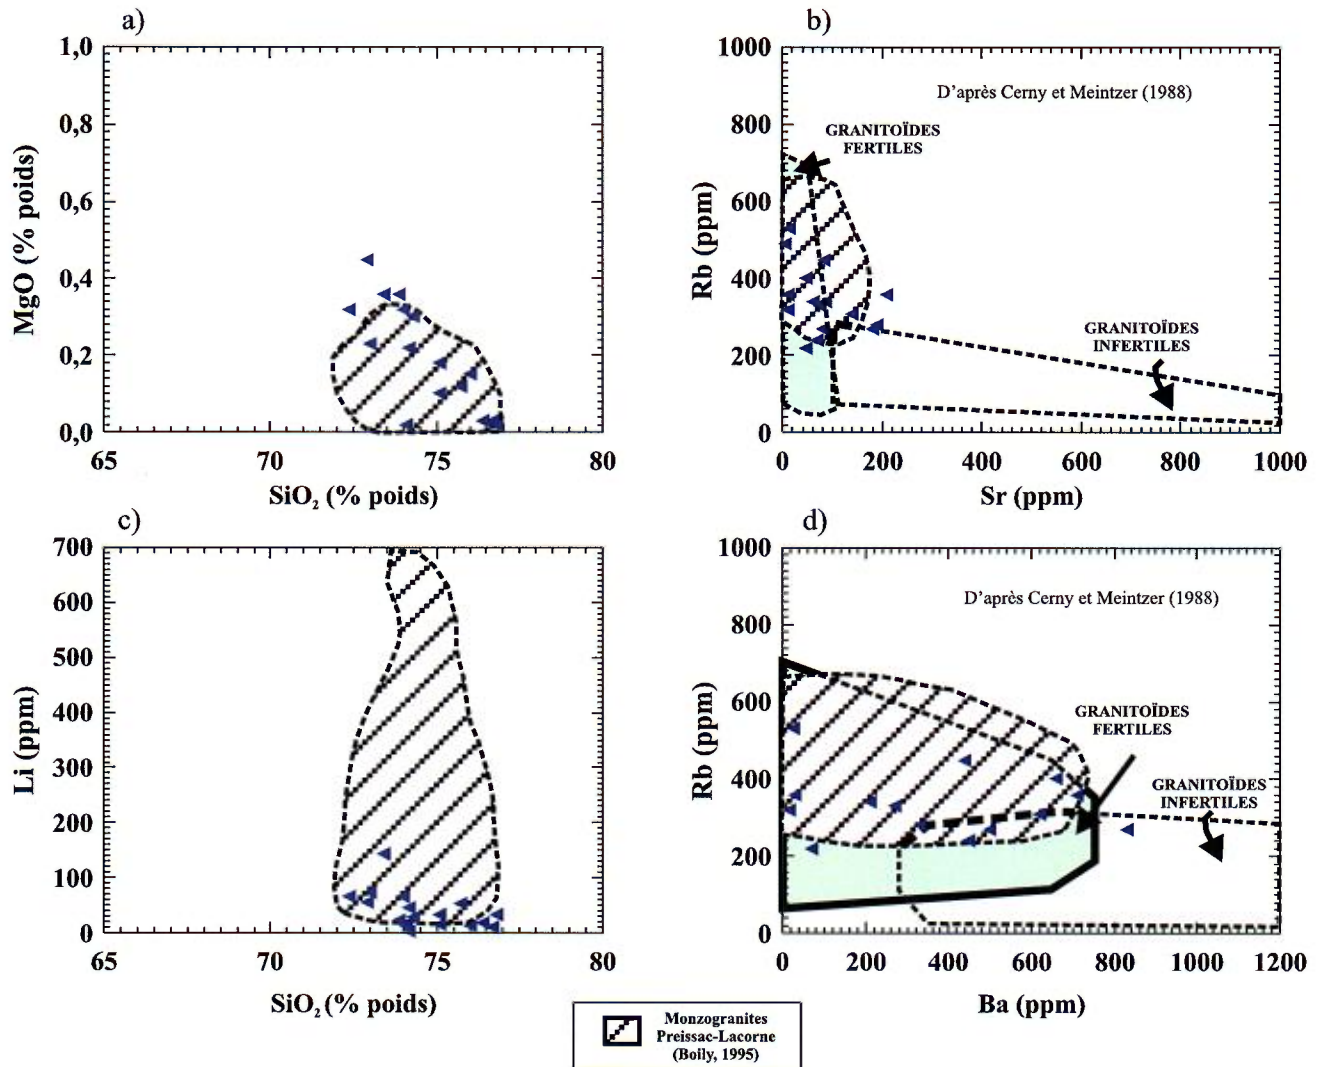 a)
1,0
0,8
0,6
0,4
0,2
0,0
MgO (% poids)
65
70
75
80
SiO₂ (% poids)
b)
1000
800
600
400
200
0
Rb (ppm)
D'après Cerny et Meintzer (1988)
GRANITOÏDES
FERTILES
GRANITOÏDES
INFERTILES
0
200
400
600
800
1000
Sr (ppm)
c)
700
600
500
400
300
200
100
0
Li (ppm)
65
70
75
80
SiO₂ (% poids)
d)
1000
800
600
400
200
0
Rb (ppm)
D'après Cerny et Meintzer (1988)
GRANITOÏDES
FERTILES
GRANITOÏDES
INFERTILES
0
200
400
600
800
1000
1200
Ba (ppm)
Monzogranites
Preissac-Lacorne
(Boily, 1995)